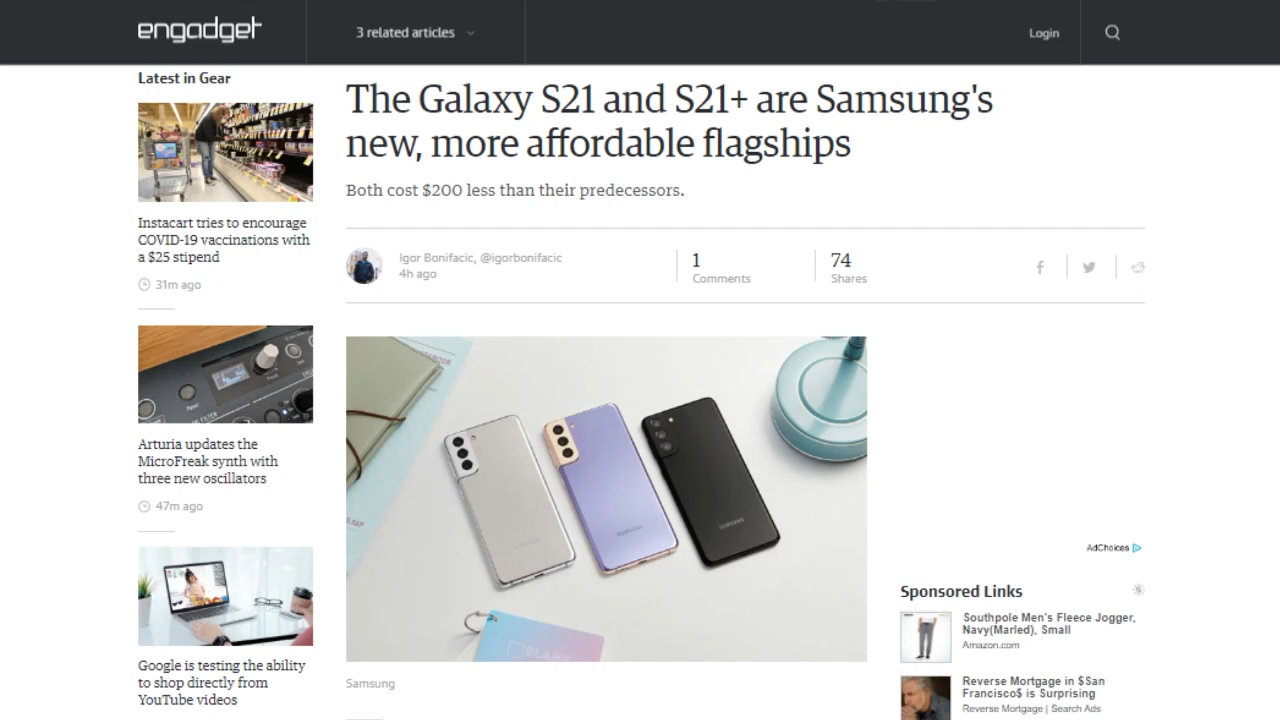 engadget
3 related articles
Login
Latest in Gear
Instacart tries to encourage
COVID-19 vaccinations with
a $25 stipend
31m ago
Arturia updates the
MicroFreak synth with
three new oscillators
47m ago
Google is testing the ability
to shop directly from
YouTube videos
The Galaxy S21 and S21+ are Samsung's
new, more affordable flagships
Both cost $200 less than their predecessors.
Igor Bonifacic, @igorbonifacic
4h ago
1
Comments
74
Shares
SAMSUNG
SAMSUNG
Samsung
AdChoices
Sponsored Links
Southpole Men's Fleece Jogger,
Navy(Marled), Small
Amazon.com
Reverse Mortgage in $San
Francisco$ is Surprising
Reverse Mortgage | Search Ads